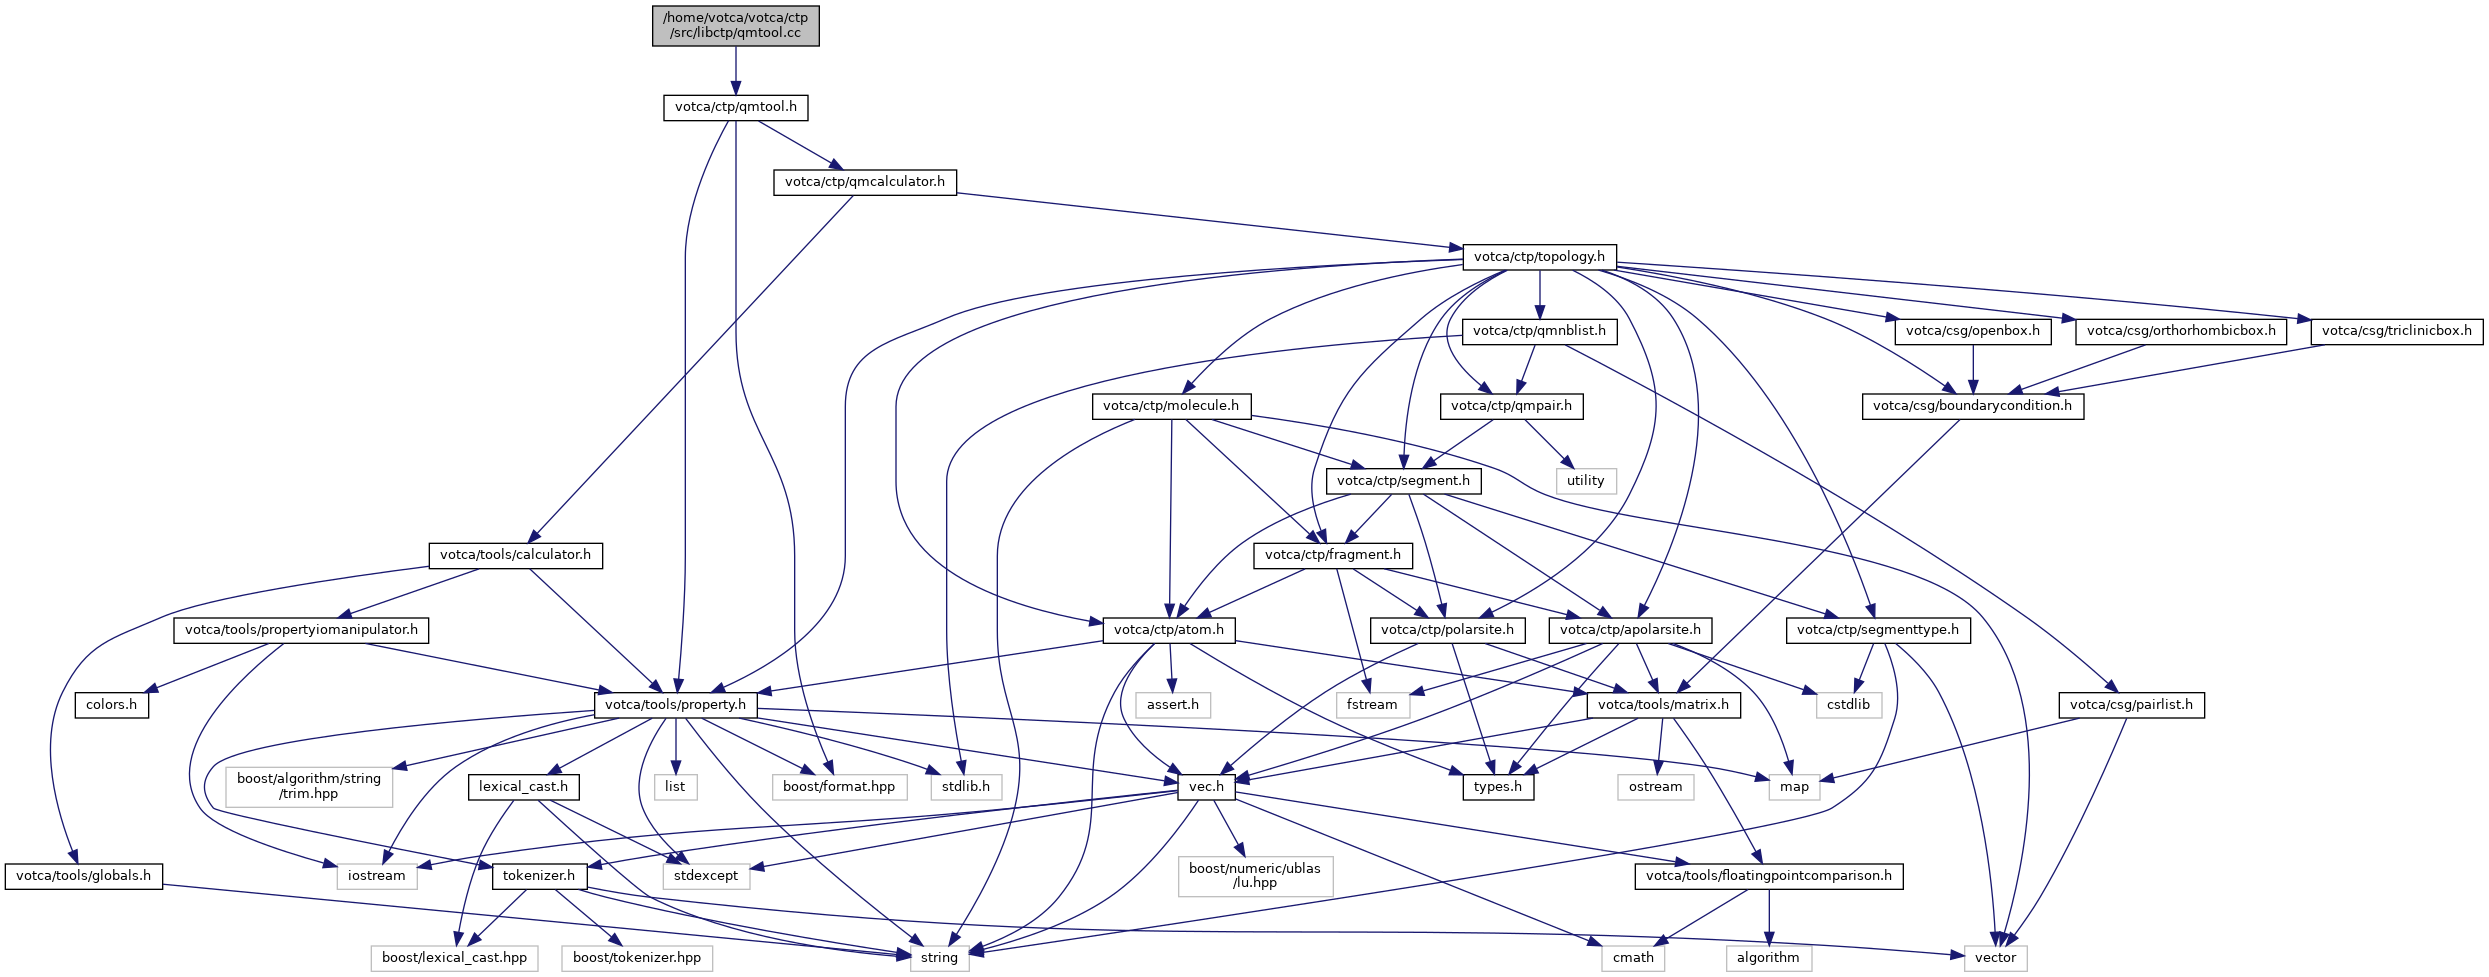 /home/votca/votca/ctp
/src/libctp/qmtool.cc
votca/ctp/qmtool.h
votca/ctp/qmcalculator.h
votca/ctp/topology.h
votca/ctp/qmnblist.h
votca/csg/openbox.h
votca/csg/orthorhombicbox.h
votca/csg/triclinicbox.h
votca/ctp/molecule.h
votca/ctp/qmpair.h
votca/csg/boundarycondition.h
votca/ctp/segment.h
utility
votca/tools/calculator.h
votca/ctp/fragment.h
votca/tools/propertyiomanipulator.h
votca/ctp/atom.h
votca/ctp/polarsite.h
votca/ctp/apolarsite.h
votca/ctp/segmenttype.h
colors.h
votca/tools/property.h
assert.h
fstream
votca/tools/matrix.h
cstdlib
votca/csg/pairlist.h
boost/algorithm/string
/trim.hpp
lexical_cast.h
list
boost/format.hpp
stdlib.h
vec.h
types.h
ostream
map
votca/tools/globals.h
iostream
tokenizer.h
stdexcept
boost/numeric/ublas
/lu.hpp
votca/tools/floatingpointcomparison.h
boost/lexical_cast.hpp
boost/tokenizer.hpp
string
cmath
algorithm
vector